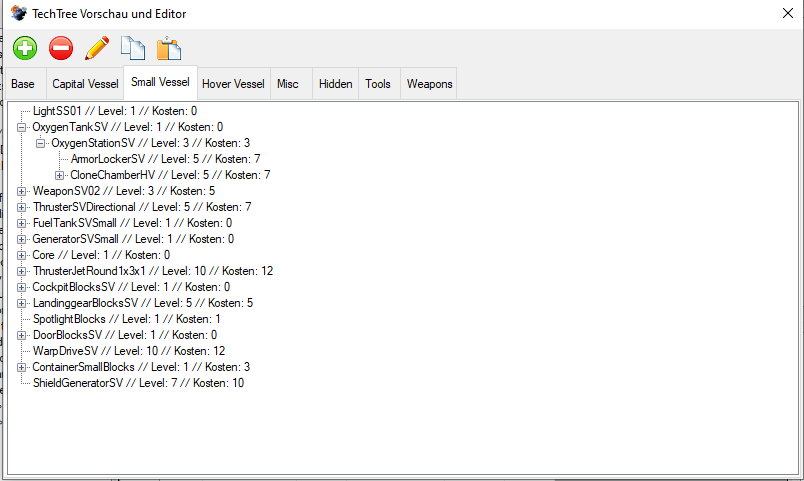 TechTree Vorschau und Editor
Base Capital Vessel Small Vessel Hover Vessel Misc Hidden Tools Weapons
LightSS01 // Level: 1 // Kosten: 0
OxygenTankSV // Level: 1 // Kosten: 0
OxygenStationSV // Level: 3 // Kosten: 3
AmorLockerSV // Level: 5 // Kosten: 7
CloneChamberHV // Level: 5 // Kosten: 7
WeaponSV02 // Level: 3 // Kosten: 5
ThrusterSVDirectional // Level: 5 // Kosten: 7
FuelTankSVSmall // Level: 1 // Kosten: 0
GeneratorSVSmall // Level: 1 // Kosten: 0
Core // Level: 1 // Kosten: 0
ThrusterJetRound1x3x1 // Level: 10 // Kosten: 12
CockpitBlocksSV // Level: 1 // Kosten: 0
LandinggearBlocksSV // Level: 5 // Kosten: 5
SpotlightBlocks // Level: 1 // Kosten: 1
DoorBlocksSV // Level: 1 // Kosten: 0
WarpDriveSV // Level: 10 // Kosten: 12
ContainerSmallBlocks // Level: 1 // Kosten: 3
ShieldGeneratorSV // Level: 7 // Kosten: 10